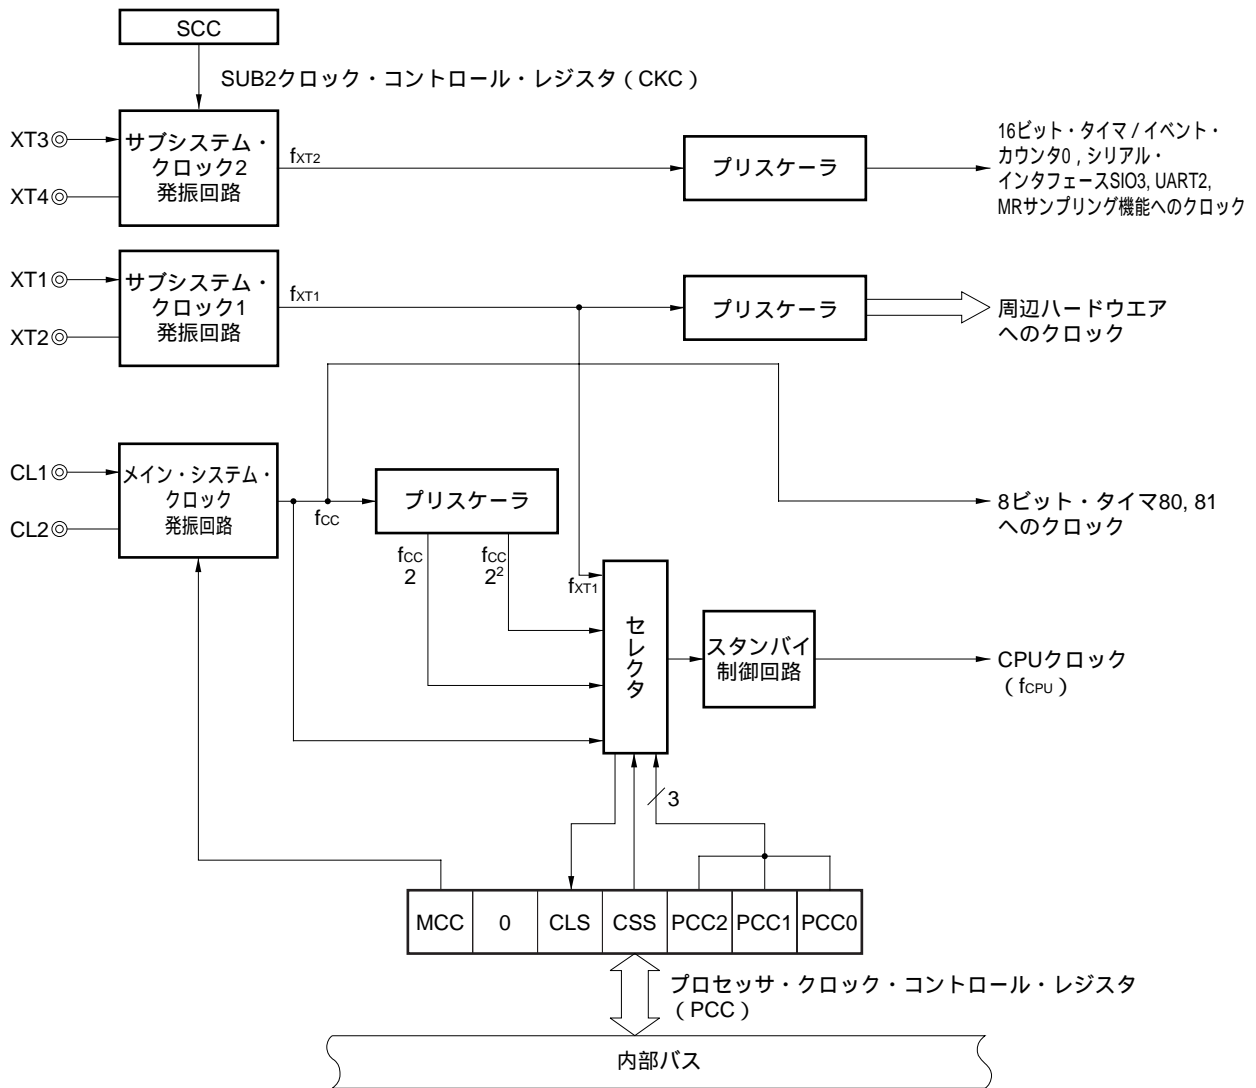 SCC
SUB2クロック・コントロール・レジスタ（CKC）
XT3
XT4
サブシステム・
クロック2
発振回路
fXT2
プリスケーラ
16ビット・タイマ / イベント・
カウンタ0 , シリアル・
インタフェースSIO3, UART2,
MRサンプリング機能へのクロック
XT1
XT2
サブシステム・
クロック1
発振回路
fXT1
プリスケーラ
周辺ハードウエア
へのクロック
CL1
CL2
メイン・システム・
クロック
発振回路
fCC
プリスケーラ
8ビット・タイマ80, 81
へのクロック
fCC
2
fCC
2²
fXT1
セレクタ
スタンバイ
制御回路
CPUクロック
（fCPU）
3
MCC 0 CLS CSS PCC2 PCC1 PCC0
プロセッサ・クロック・コントロール・レジスタ
（PCC）
内部バス